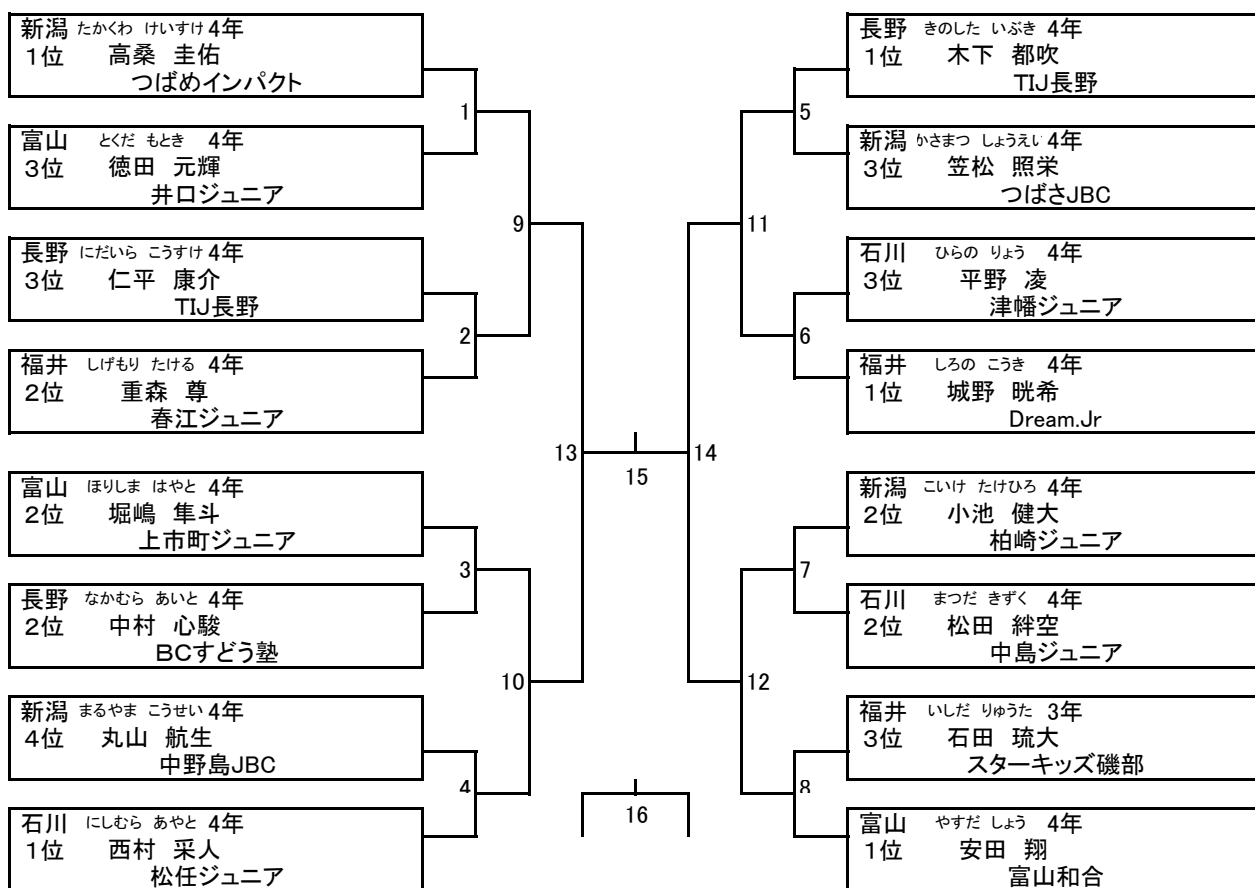 新潟 たかくわ けいすけ 4年
1位 高桑 圭佑
つばめインパクト
富山 とくだ もとき 4年
3位 徳田 元輝
井口ジュニア
長野 にだいら こうすけ 4年
3位 仁平 康介
TIJ長野
福井 しげもり たける 4年
2位 重森 尊
春江ジュニア
富山 ほりしま はやと 4年
2位 堀嶋 隼斗
上市町ジュニア
長野 なかむら あいと 4年
2位 中村 心駿
BCすどう塾
新潟 まるやま こうせい 4年
4位 丸山 航生
中野島JBC
石川 にしむら あやと 4年
1位 西村 采人
松任ジュニア
1
2
3
4
9
10
13
15
16
14
11
12
5
6
7
8
長野 きのした いぶき 4年
1位 木下 都吹
TIJ長野
新潟 かさまつ しょうえい 4年
3位 笠松 照栄
つばさJBC
石川 ひらの りょう 4年
3位 平野 凌
津幡ジュニア
福井 しろの こうき 4年
1位 城野 晄希
Dream.Jr
新潟 こいけ たけひろ 4年
2位 小池 健大
柏崎ジュニア
石川 まつだ きずく 4年
2位 松田 絆空
中島ジュニア
福井 いしだ りゅうた 3年
3位 石田 琉大
スターキッズ磯部
富山 やすだ しょう 4年
1位 安田 翔
富山和合